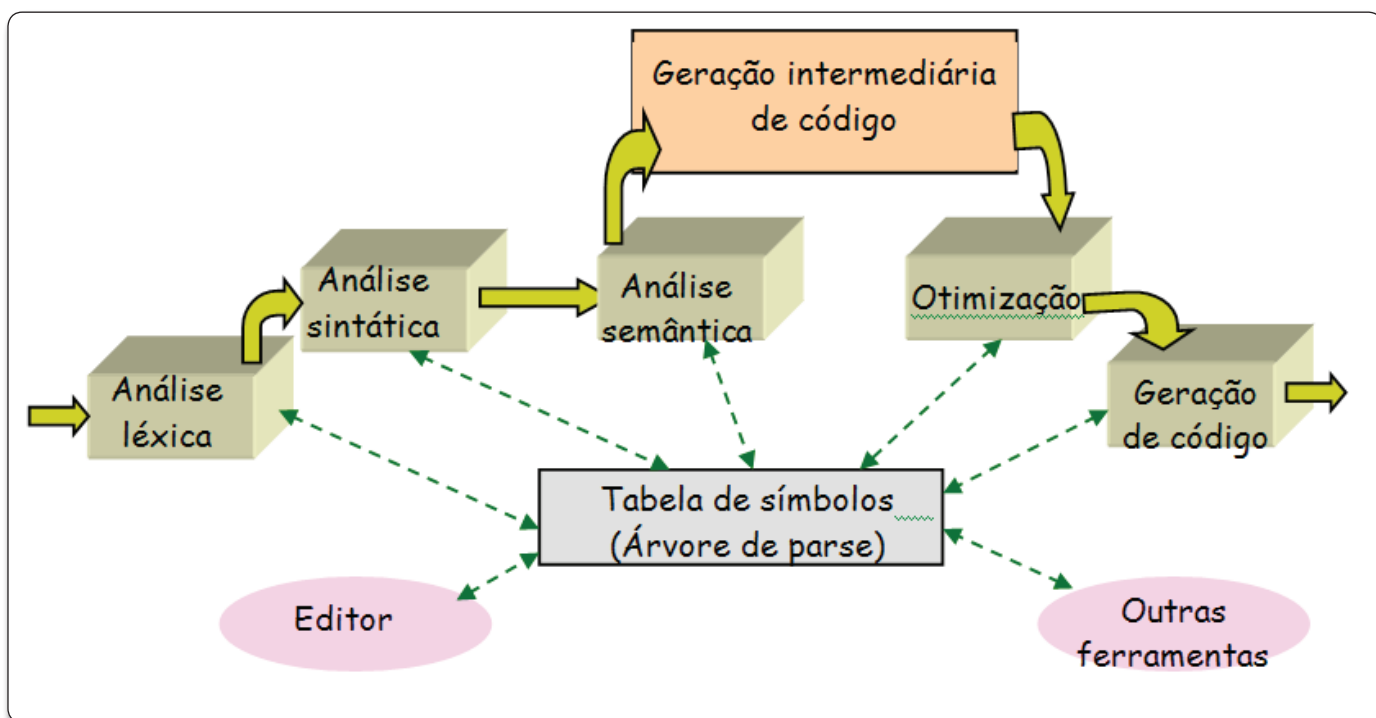 Geração intermediária
de código
Análise
sintática
Análise
semântica
Otimização
Análise
léxica
Geração
de código
Tabela de símbolos
(Árvore de parse)
Editor
Outras
ferramentas